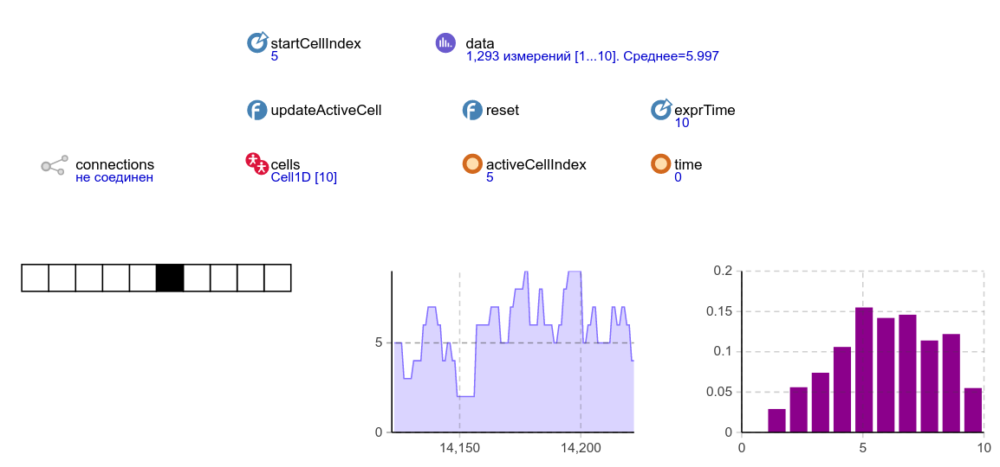 startCellIndex
5
data
1,293 измерений [1...10]. Среднее=5.997
updateActiveCell
reset
exprTime
10
connections
не соединен
cells
Cell1D [10]
activeCellIndex
5
time
0
5
0
14,150
14,200
0.2
0.15
0.1
0.05
0
0
5
10